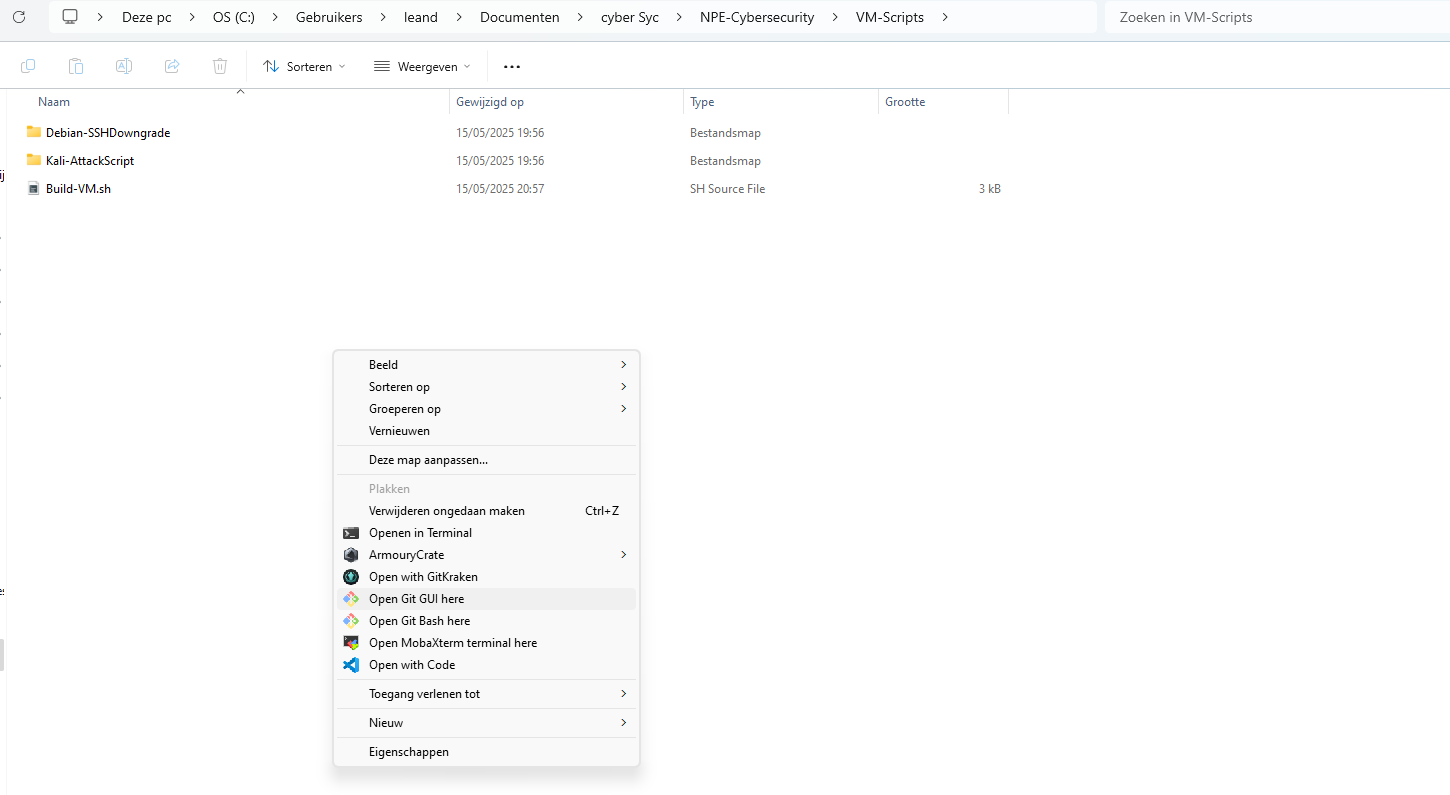 Deze pc > OS (C:) > Gebruikers > leand > Documenten > cyber Syc > NPE-Cybersecurity > VM-Scripts >
Zoeken in VM-Scripts
Sorteren
Weergeven
Naam Gewijzigd op Type Grootte
Debian-SSHDowngrade 15/05/2025 19:56 Bestandsmap
Kali-AttackScript 15/05/2025 19:56 Bestandsmap
Build-VM.sh 15/05/2025 20:57 SH Source File 3 kB
Beeld
Sorteren op
Groeperen op
Vernieuwen
Deze map aanpassen...
Plakken
Verwijderen ongedaan maken Ctrl+Z
Openen in Terminal
ArmouryCrate
Open with GitKraken
Open Git GUI here
Open Git Bash here
Open MobaXterm terminal here
Open with Code
Toegang verlenen tot
Nieuw
Eigenschappen